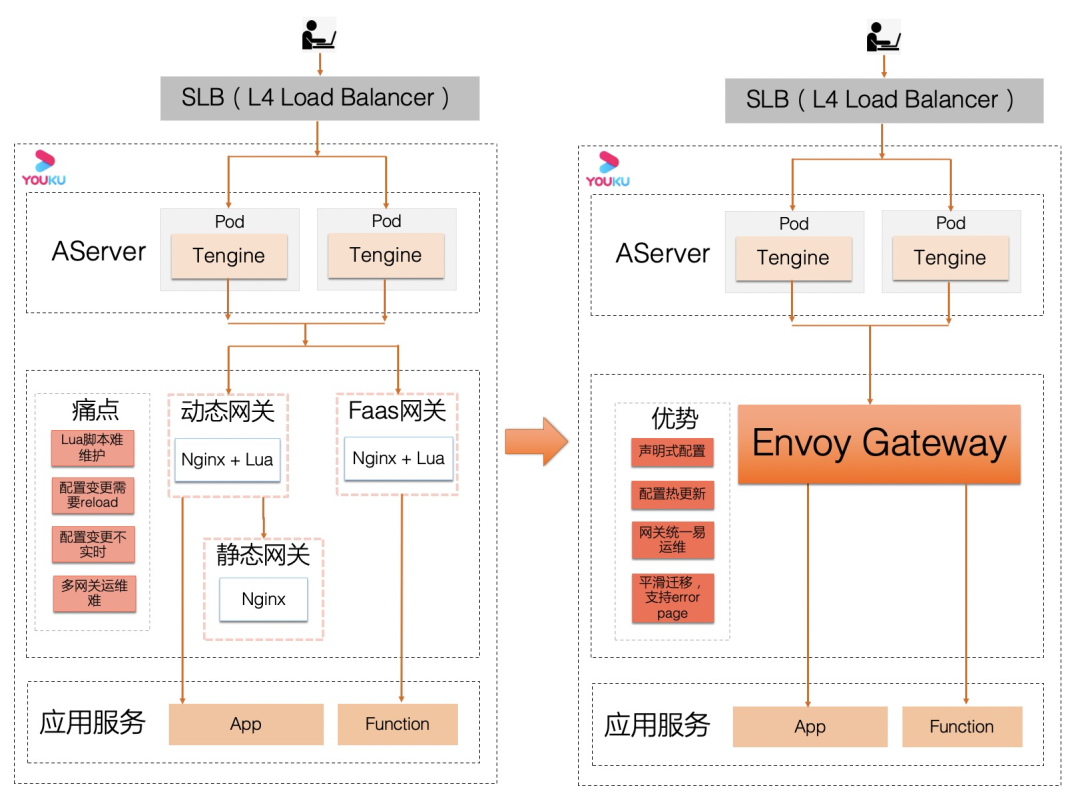 SLB ( L4 Load Balancer )
YOUKU
AServer
Pod
Tengine
Pod
Tengine
痛点
Lua脚本难
维护
配置变更需
要reload
配置变更不
实时
多网关运维
难
动态网关
Nginx + Lua
Faas网关
Nginx + Lua
静态网关
Nginx
应用服务
App
Function
SLB ( L4 Load Balancer )
YOUKU
AServer
Pod
Tengine
Pod
Tengine
优势
声明式配置
配置热更新
网关统一易
运维
平滑迁移，
支持error
page
Envoy Gateway
应用服务
App
Function